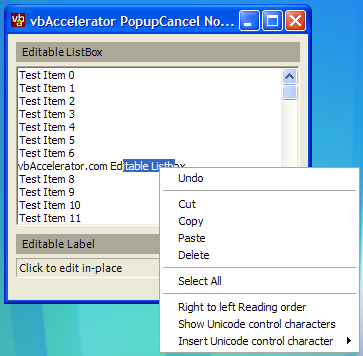 vbAccelerator PopupCancel No...
Editable ListBox
Test Item 0
Test Item 1
Test Item 2
Test Item 3
Test Item 4
Test Item 5
Test Item 6
vbAccelerator.com Editable Listbox
Test Item 8
Test Item 9
Test Item 10
Test Item 11
Undo
Cut
Copy
Paste
Delete
Select All
Right to left Reading order
Show Unicode control characters
Insert Unicode control character
Editable Label
Click to edit in-place